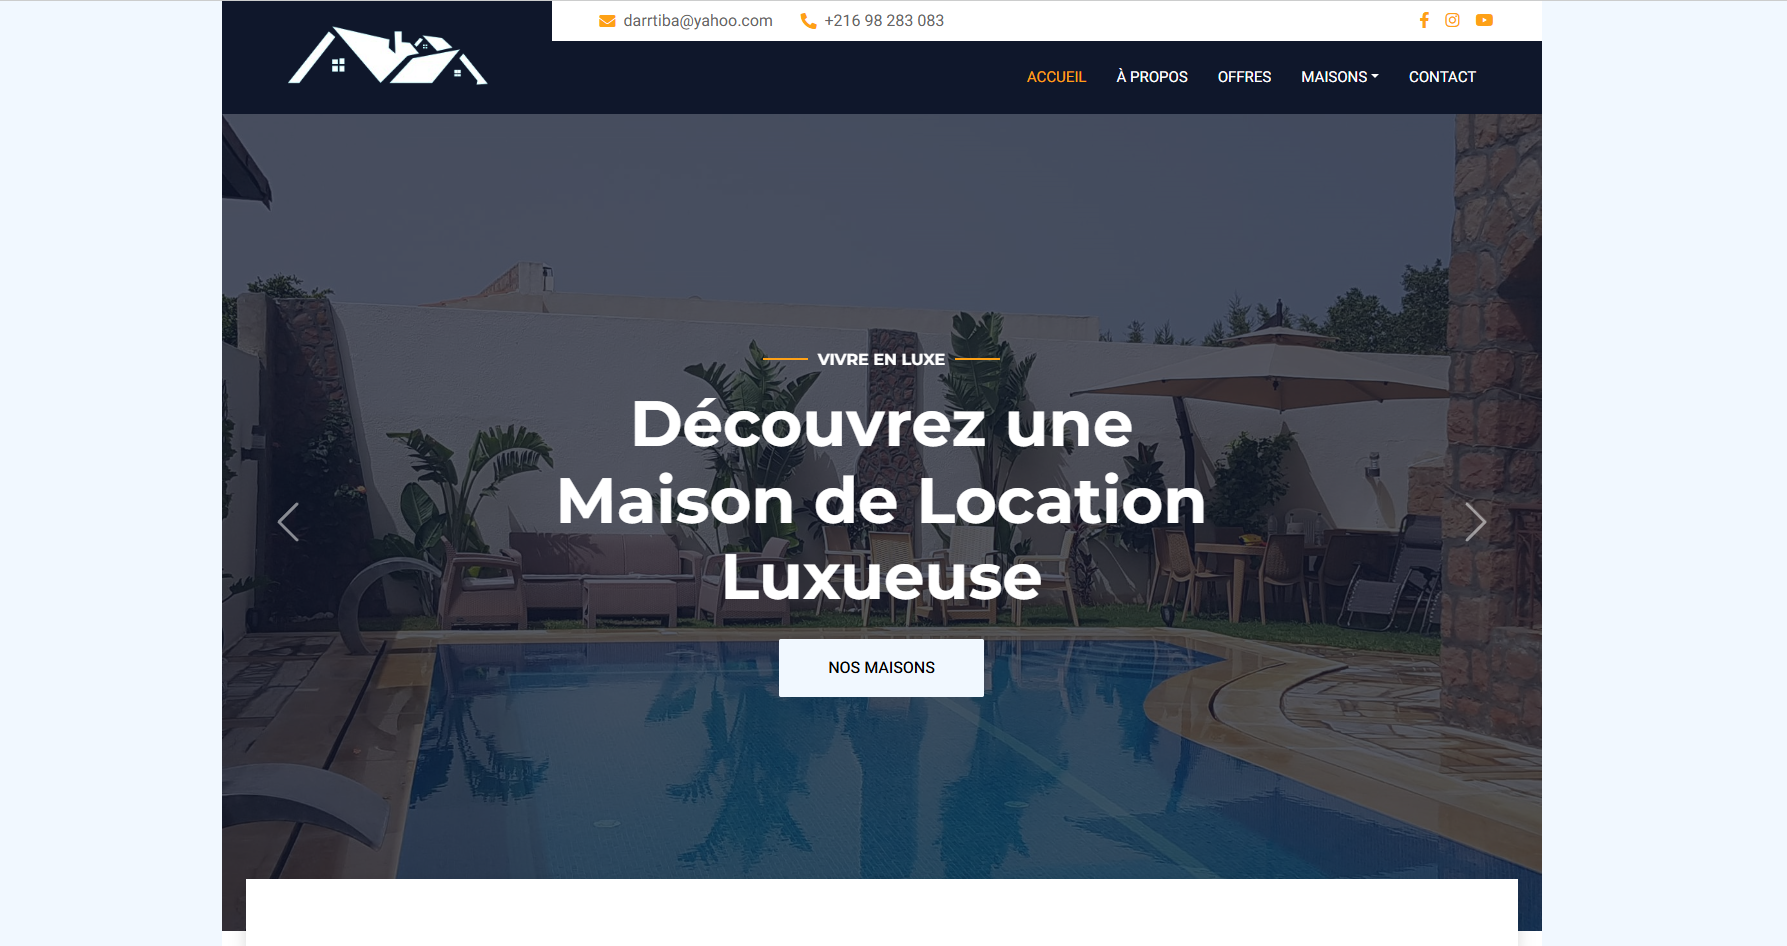 darrtiba@yahoo.com +216 98 283 083
ACCUEIL À PROPOS OFFRES MAISONS CONTACT
VIVRE EN LUXE
Découvrez une
Maison de Location
Luxueuse
NOS MAISONS